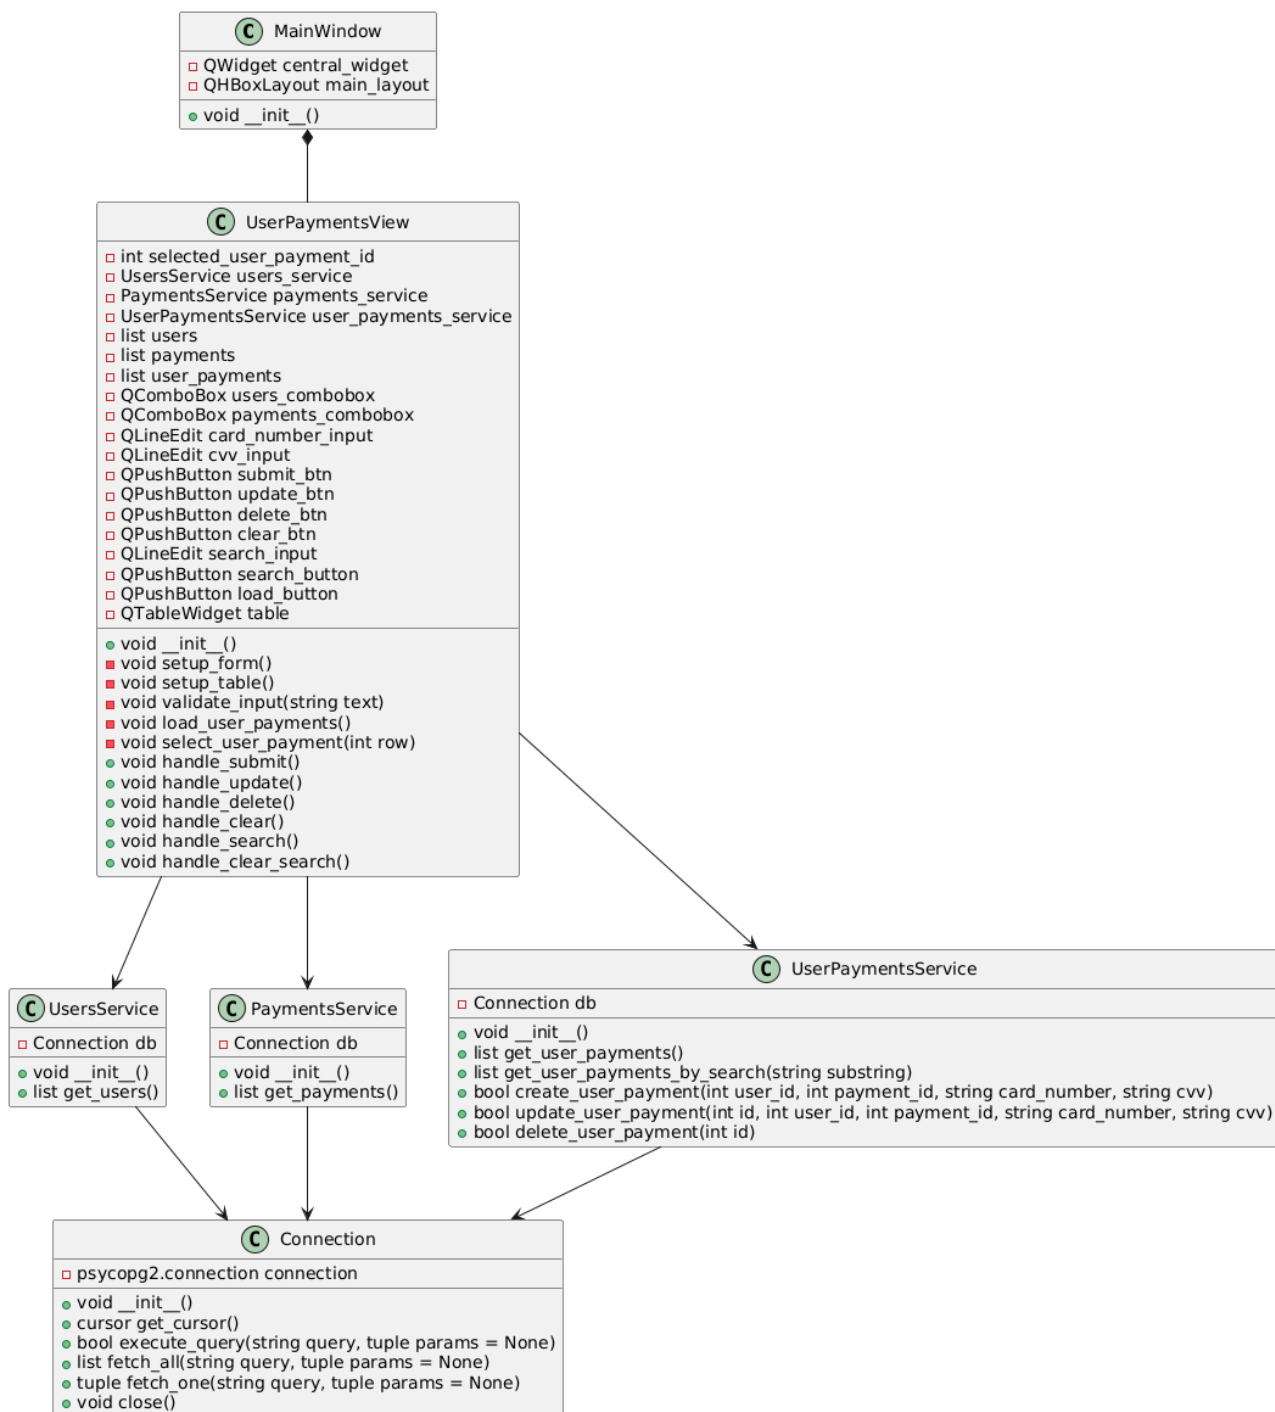 C MainWindow
QWidget central_widget
QHBoxLayout main_layout
void __init__()
C UserPaymentsView
int selected_user_payment_id
UsersService users_service
PaymentsService payments_service
UserPaymentsService user_payments_service
list users
list payments
list user_payments
QComboBox users_combobox
QComboBox payments_combobox
QLineEdit card_number_input
QLineEdit cvv_input
QPushButton submit_btn
QPushButton update_btn
QPushButton delete_btn
QPushButton clear_btn
QLineEdit search_input
QPushButton search_button
QPushButton load_button
QTableWidget table
void __init__()
void setup_form()
void setup_table()
void validate_input(string text)
void load_user_payments()
void select_user_payment(int row)
void handle_submit()
void handle_update()
void handle_delete()
void handle_clear()
void handle_search()
void handle_clear_search()
C UsersService
Connection db
void __init__()
list get_users()
C PaymentsService
Connection db
void __init__()
list get_payments()
C UserPaymentsService
Connection db
void __init__()
list get_user_payments()
list get_user_payments_by_search(string substring)
bool create_user_payment(int user_id, int payment_id, string card_number, string cvv)
bool update_user_payment(int id, int user_id, int payment_id, string card_number, string cvv)
bool delete_user_payment(int id)
C Connection
psycopg2.connection connection
void __init__()
cursor get_cursor()
bool execute_query(string query, tuple params = None)
list fetch_all(string query, tuple params = None)
tuple fetch_one(string query, tuple params = None)
void close()